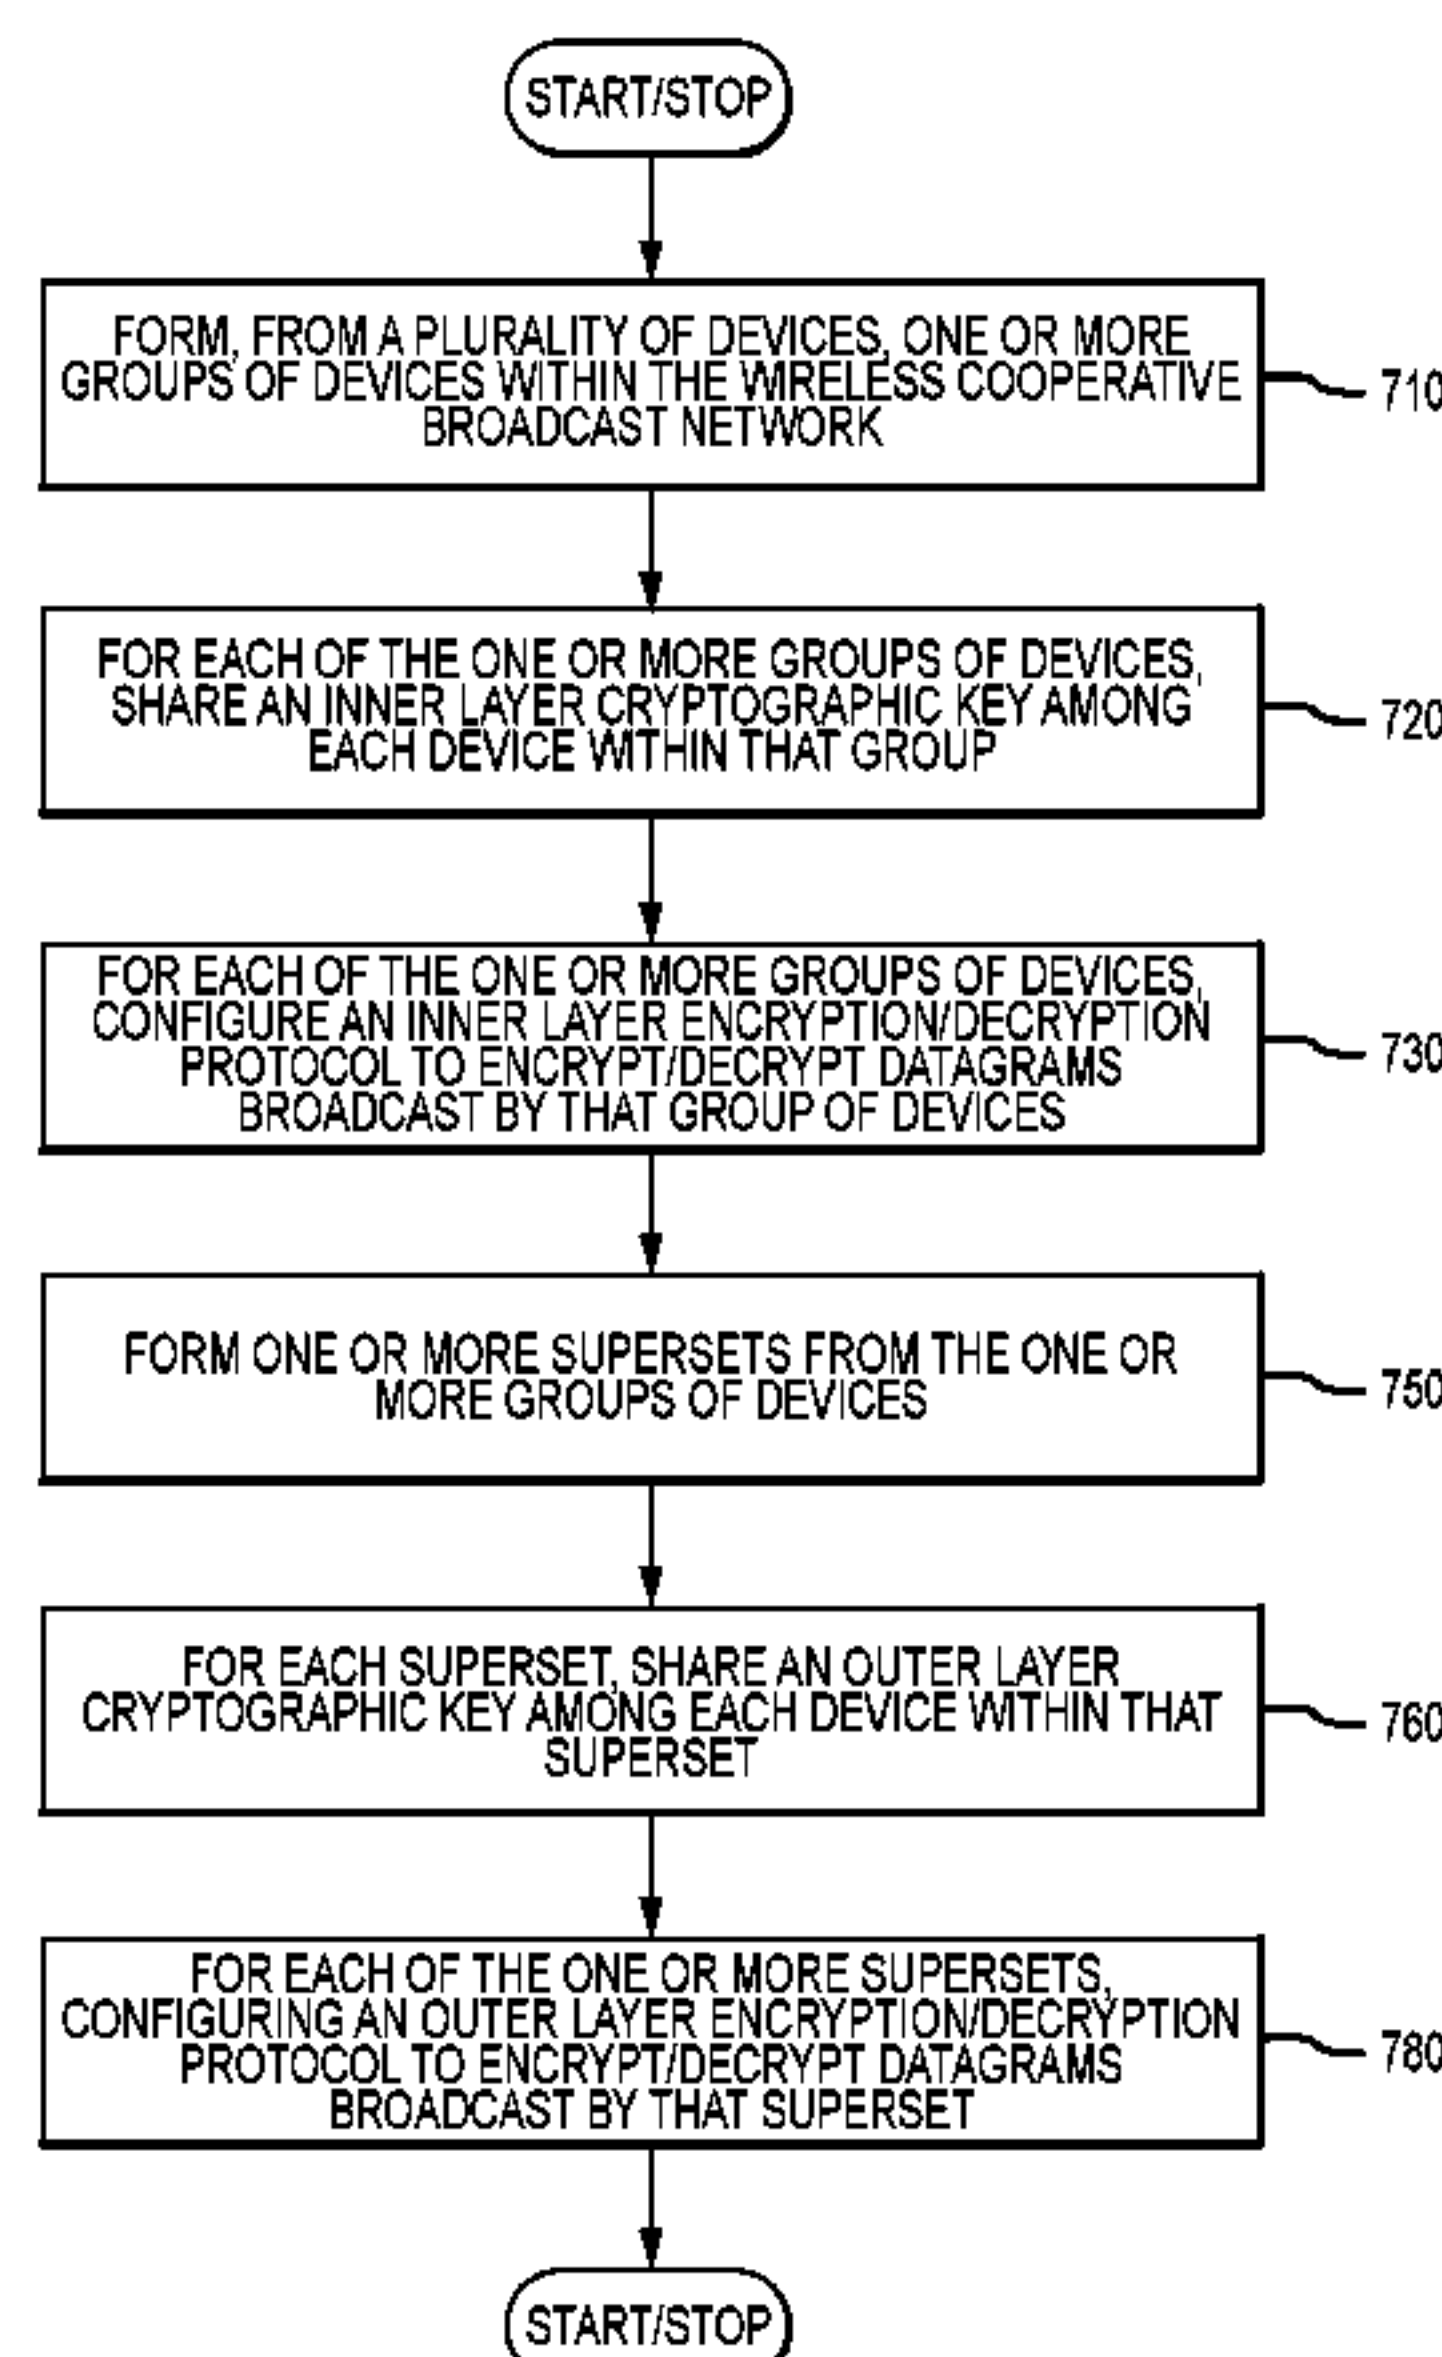 START/STOP
FORM, FROM A PLURALITY OF DEVICES, ONE OR MORE
GROUPS OF DEVICES WITHIN THE WIRELESS COOPERATIVE
BROADCAST NETWORK
710
FOR EACH OF THE ONE OR MORE GROUPS OF DEVICES,
SHARE AN INNER LAYER CRYPTOGRAPHIC KEY AMONG
EACH DEVICE WITHIN THAT GROUP
720
FOR EACH OF THE ONE OR MORE GROUPS OF DEVICES,
CONFIGURE AN INNER LAYER ENCRYPTION/DECRYPTION
PROTOCOL TO ENCRYPT/DECRYPT DATAGRAMS
BROADCAST BY THAT GROUP OF DEVICES
730
FORM ONE OR MORE SUPERSETS FROM THE ONE OR
MORE GROUPS OF DEVICES
750
FOR EACH SUPERSET, SHARE AN OUTER LAYER
CRYPTOGRAPHIC KEY AMONG EACH DEVICE WITHIN THAT
SUPERSET
760
FOR EACH OF THE ONE OR MORE SUPERSETS,
CONFIGURING AN OUTER LAYER ENCRYPTION/DECRYPTION
PROTOCOL TO ENCRYPT/DECRYPT DATAGRAMS
BROADCAST BY THAT SUPERSET
780
START/STOP